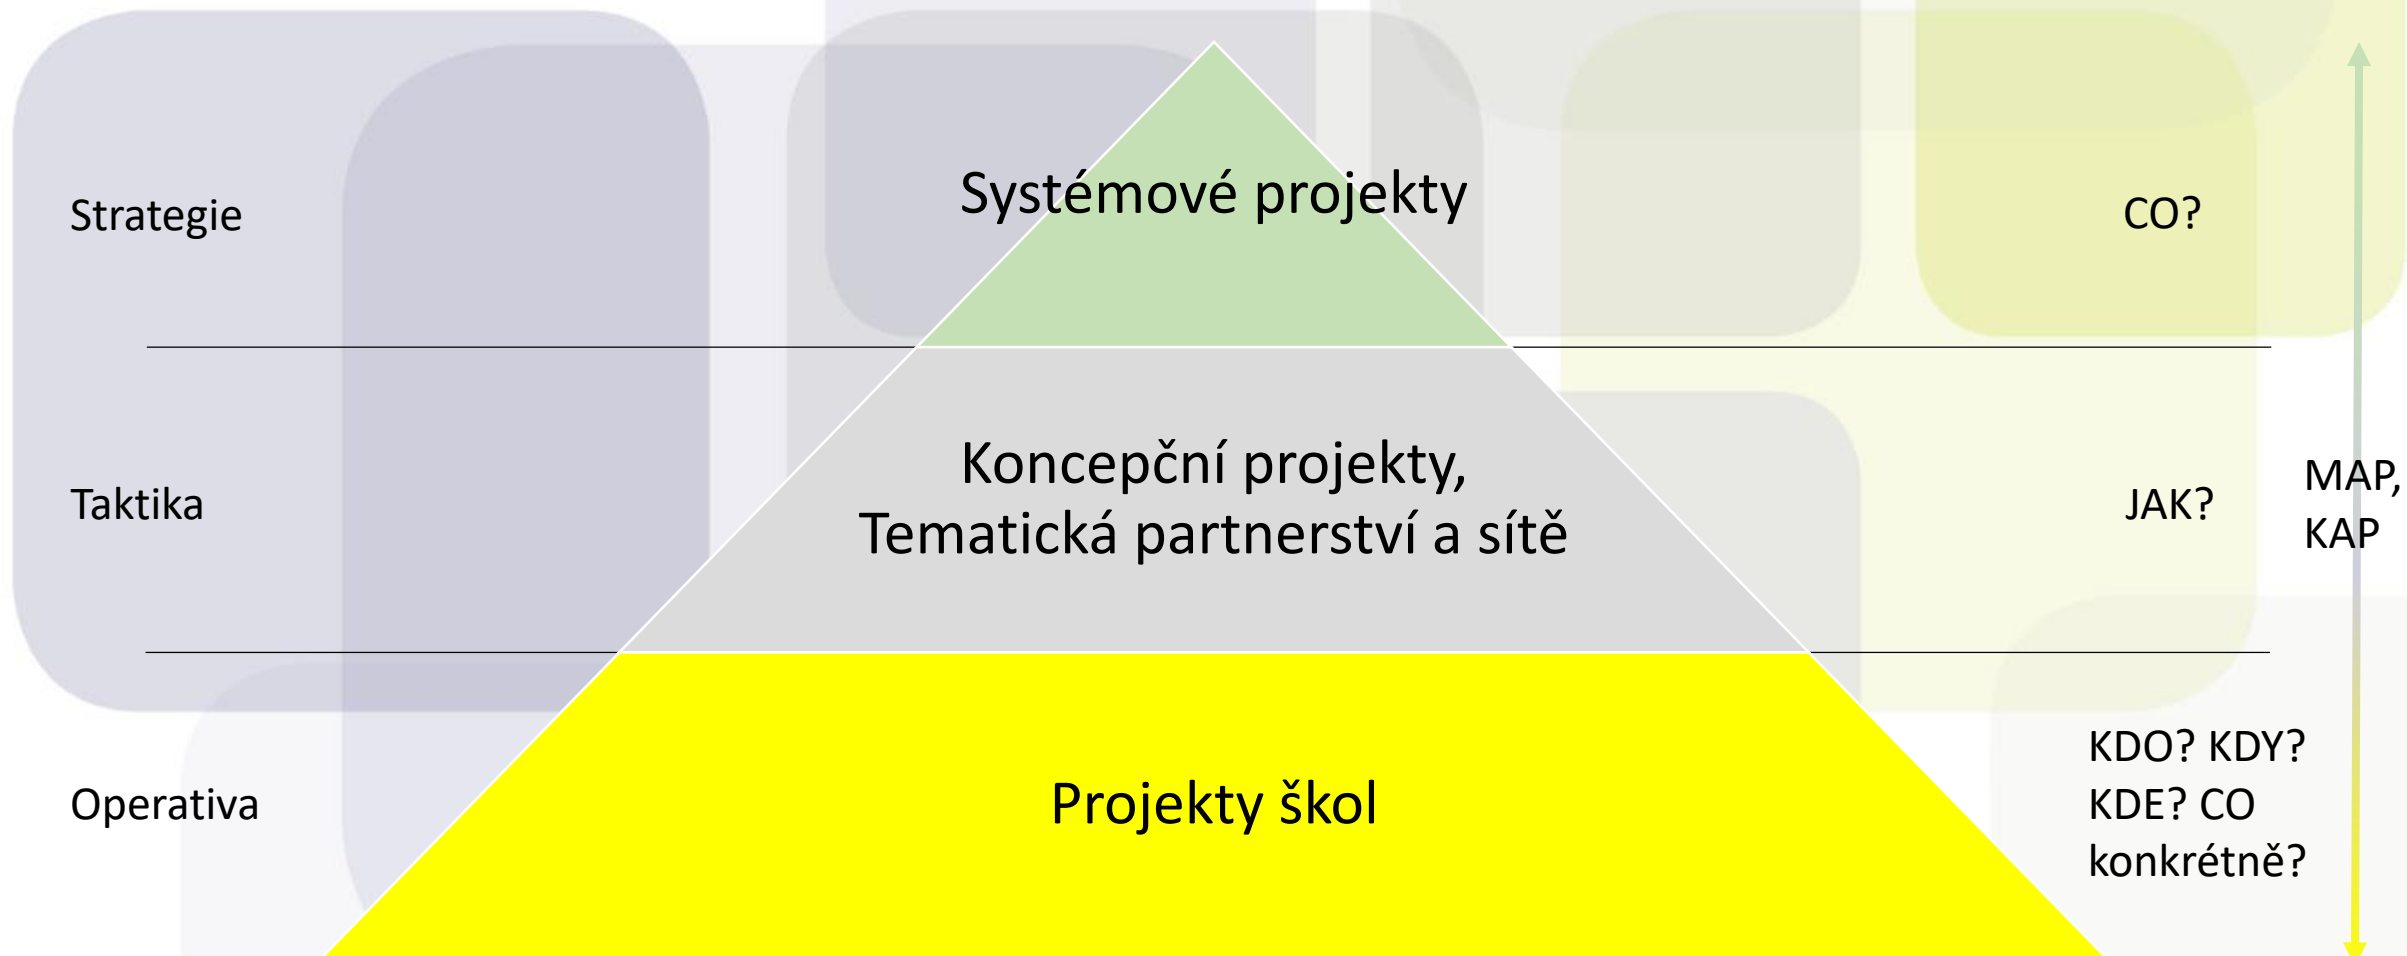 Strategie
Systémové projekty
CO?
Taktika
Koncepční projekty,
Tematická partnerství a sítě
JAK?
MAP,
KAP
Operativa
Projekty škol
KDO? KDY?
KDE? CO
konkrétně?